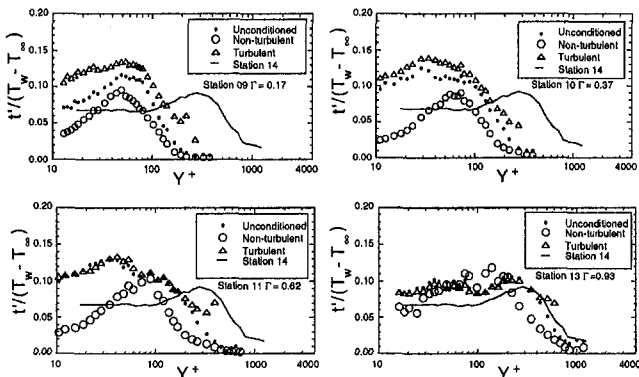 0.20
0.15
0.10
0.05
0.00
t'/(T_w - T_∞)
Unconditioned
Non-turbulent
Turbulent
Station 14
Station 09 Γ = 0.17
10 100 1000 4000
Y+
0.20
0.15
0.10
0.05
0.00
t'/(T_w - T_∞)
Unconditioned
Non-turbulent
Turbulent
Station 14
Station 10 Γ = 0.37
10 100 1000 4000
Y+
0.20
0.15
0.10
0.05
0.00
t'/(T_w - T_∞)
Unconditioned
Non-turbulent
Turbulent
Station 14
Station 11 Γ = 0.62
10 100 1000 4000
Y+
0.20
0.15
0.10
0.05
0.00
t'/(T_w - T_∞)
Unconditioned
Non-turbulent
Turbulent
Station 14
Station 13 Γ=0.93
10 100 1000 4000
Y+